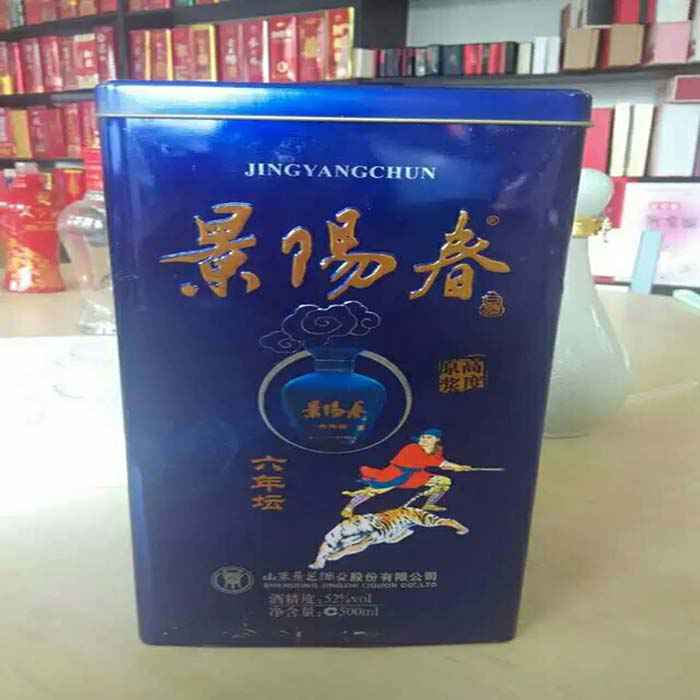 JINGYANGCHUN
景陽春®
高度
原浆
景陽春
六年坛
山东景芝酒业股份有限公司
SHANDONG JINGZHI LIQUOR CO.,LTD
酒精度:52%vol
净含量:500ml